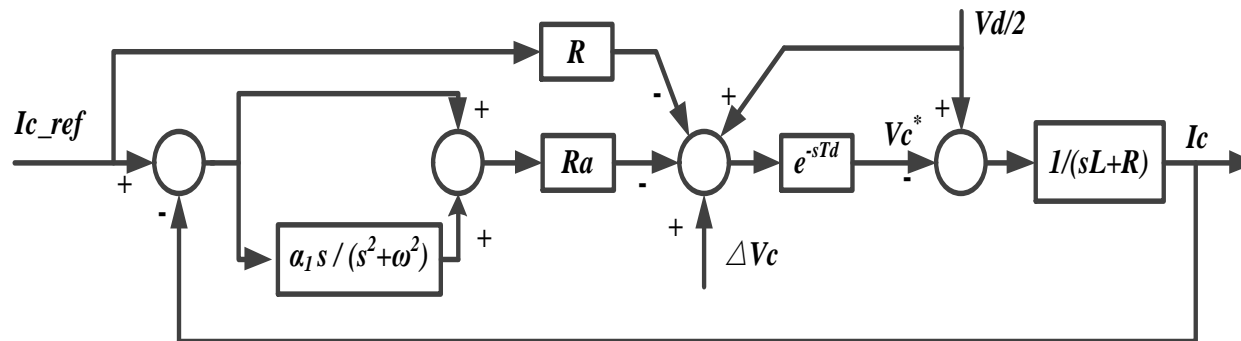 R
Vd/2
+
-
+
Ic_ref
+
Vc*
Ic
+
-
Ra
-
e^-sTd
-
1/(sL+R)
+
-
α₁ s / (s²+ω²)
+
+
△Vc